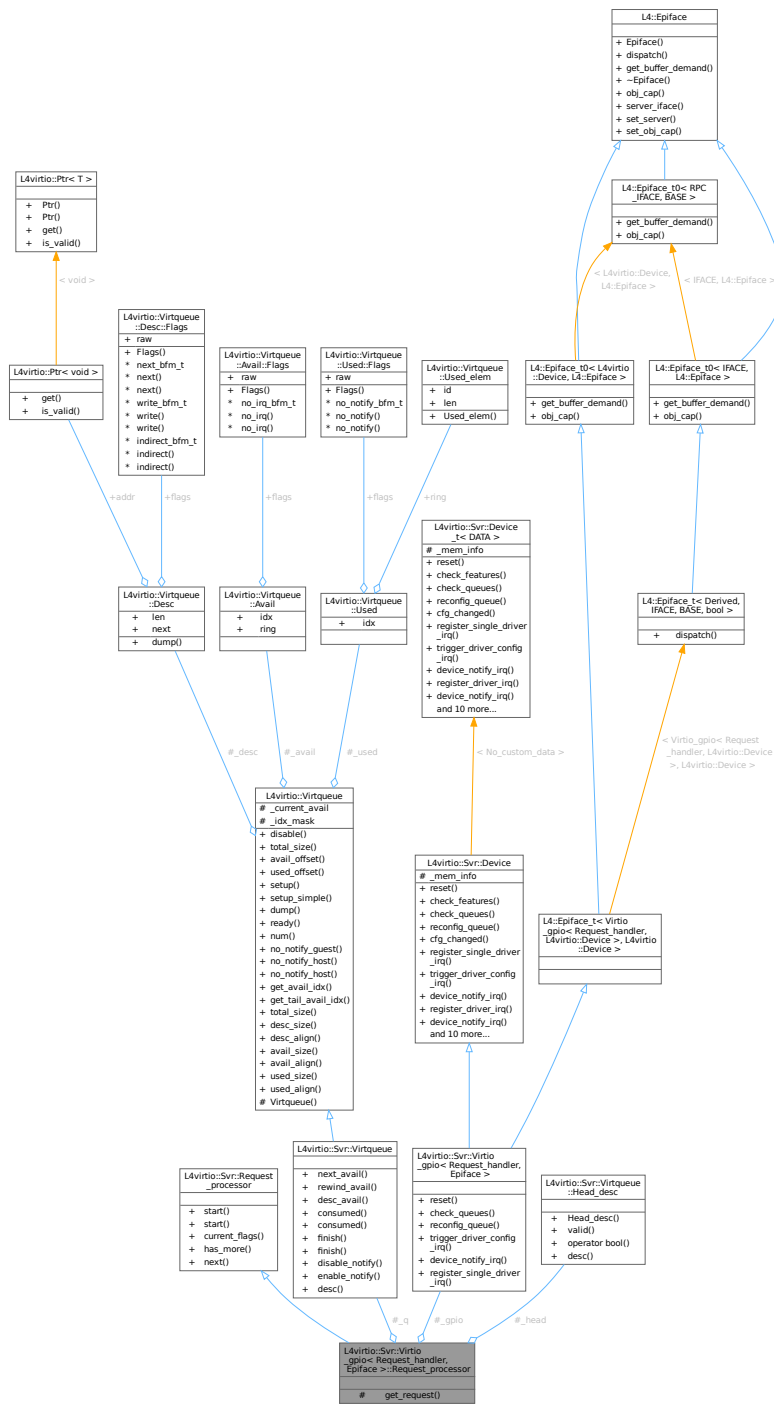 L4::Epiface
+ Epiface()
+ dispatch()
+ get_buffer_demand()
+ ~Epiface()
+ obj_cap()
+ server_iface()
+ set_server()
+ set_obj_cap()
L4virtio::Ptr< T >
+ Ptr()
+ Ptr()
+ get()
+ is_valid()
L4::Epiface_t0< RPC
_IFACE, BASE >
+ get_buffer_demand()
+ obj_cap()
< void >
< L4virtio::Device,
L4::Epiface >
< IFACE, L4::Epiface >
L4virtio::Ptr< void >
+ get()
+ is_valid()
L4virtio::Virtqueue
::Desc::Flags
+ raw
+ Flags()
* next_bfm_t
* next()
* next()
* write_bfm_t
* write()
* write()
* indirect_bfm_t
* indirect()
* indirect()
L4virtio::Virtqueue
::Avail::Flags
+ raw
+ Flags()
* no_irq_bfm_t
* no_irq()
* no_irq()
L4virtio::Virtqueue
::Used::Flags
+ raw
+ Flags()
* no_notify_bfm_t
* no_notify()
* no_notify()
L4virtio::Virtqueue
::Used_elem
+ id
+ len
+ Used_elem()
L4::Epiface_t0< L4virtio
::Device, L4::Epiface >
+ get_buffer_demand()
+ obj_cap()
L4::Epiface_t0< IFACE,
L4::Epiface >
+ get_buffer_demand()
+ obj_cap()
+addr
+flags
+flags
+ring
L4virtio::Virtqueue
::Desc
+ len
+ next
+ dump()
L4virtio::Virtqueue
::Avail
+ idx
+ ring
L4virtio::Virtqueue
::Used
+ idx
L4virtio::Svr::Device
_t< DATA >
# _mem_info
+ reset()
+ check_features()
+ check_queues()
+ reconfig_queue()
+ cfg_changed()
+ register_single_driver
_irq()
+ trigger_driver_config
_irq()
+ device_notify_irq()
+ register_driver_irq()
+ device_notify_irq()
and 10 more...
L4::Epiface_t< Derived,
IFACE, BASE, bool >
+ dispatch()
#_desc
#_avail
#_used
< No_custom_data >
< Virtio_gpio< Request
_handler, L4virtio::Device
>, L4virtio::Device >
L4virtio::Virtqueue
# _current_avail
# _idx_mask
+ disable()
+ total_size()
+ avail_offset()
+ used_offset()
+ setup()
+ setup_simple()
+ dump()
+ ready()
+ num()
+ no_notify_guest()
+ no_notify_host()
+ no_notify_host()
+ get_avail_idx()
+ get_tail_avail_idx()
+ total_size()
+ desc_size()
+ desc_align()
+ avail_size()
+ avail_align()
+ used_size()
+ used_align()
# Virtqueue()
L4virtio::Svr::Device
# _mem_info
+ reset()
+ check_features()
+ check_queues()
+ reconfig_queue()
+ cfg_changed()
+ register_single_driver
_irq()
+ trigger_driver_config
_irq()
+ device_notify_irq()
+ register_driver_irq()
+ device_notify_irq()
and 10 more...
L4::Epiface_t< Virtio
_gpio< Request_handler,
L4virtio::Device >, L4virtio
::Device >
L4virtio::Svr::Request
_processor
+ start()
+ start()
+ current_flags()
+ has_more()
+ next()
L4virtio::Svr::Virtqueue
+ next_avail()
+ rewind_avail()
+ desc_avail()
+ consumed()
+ consumed()
+ finish()
+ finish()
+ disable_notify()
+ enable_notify()
+ desc()
L4virtio::Svr::Virtio
_gpio< Request_handler,
Epiface >
+ reset()
+ check_queues()
+ reconfig_queue()
+ trigger_driver_config
_irq()
+ device_notify_irq()
+ register_single_driver
_irq()
L4virtio::Svr::Virtqueue
::Head_desc
+ Head_desc()
+ valid()
+ operator bool()
+ desc()
#_q
#_gpio
#_head
L4virtio::Svr::Virtio
_gpio< Request_handler,
Epiface >::Request_processor
# get_request()